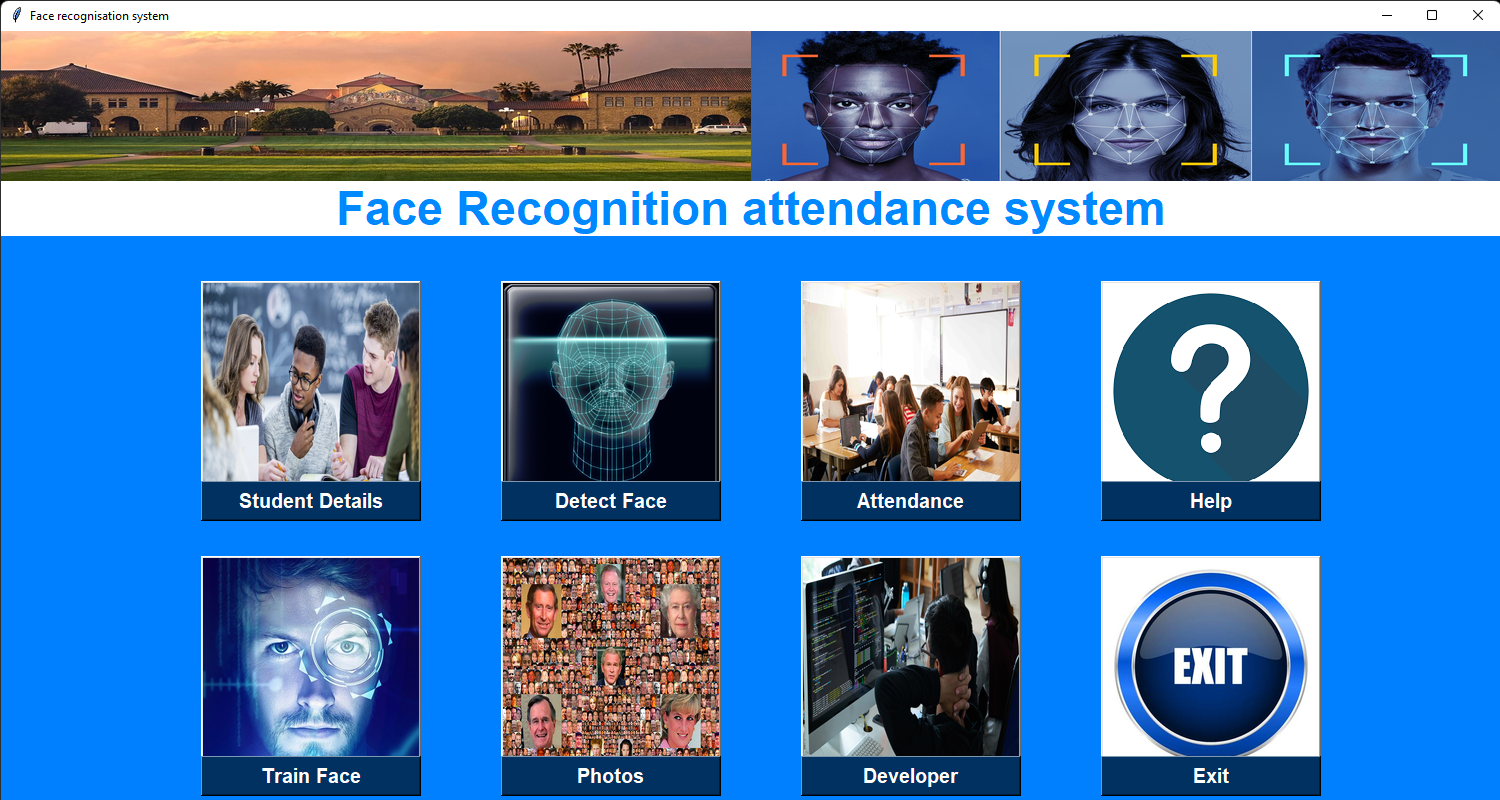 Face recognisation system
Face Recognition attendance system
Student Details
Detect Face
Attendance
Help
EXIT
Train Face
Photos
Developer
Exit